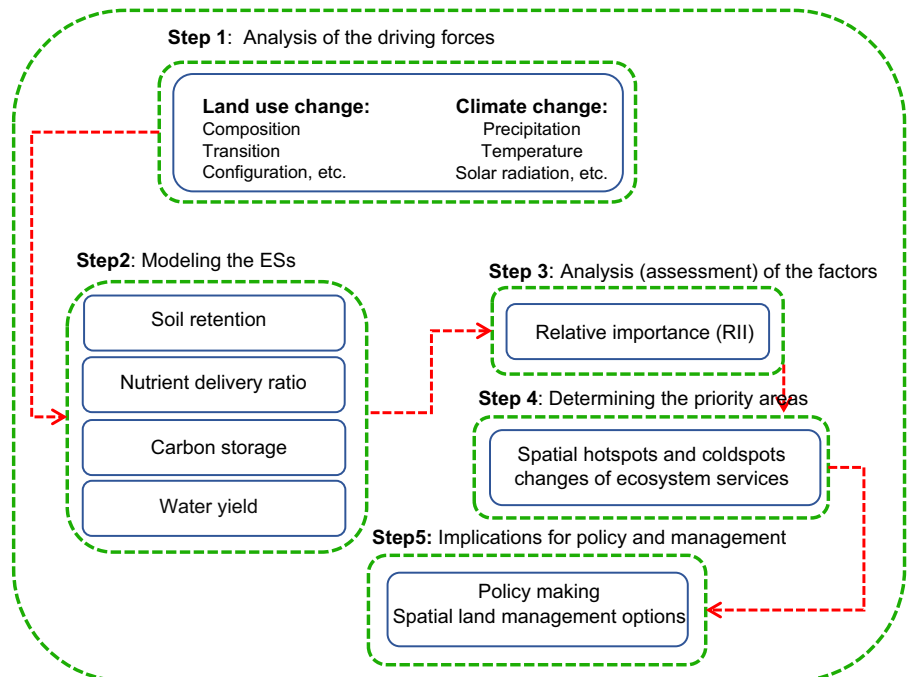 Step 1: Analysis of the driving forces
Land use change:
Composition
Transition
Configuration, etc.
Climate change:
Precipitation
Temperature
Solar radiation, etc.
Step2: Modeling the ESs
Soil retention
Nutrient delivery ratio
Carbon storage
Water yield
Step 3: Analysis (assessment) of the factors
Relative importance (RII)
Step 4: Determining the priority areas
Spatial hotspots and coldspots
changes of ecosystem services
Step5: Implications for policy and management
Policy making
Spatial land management options